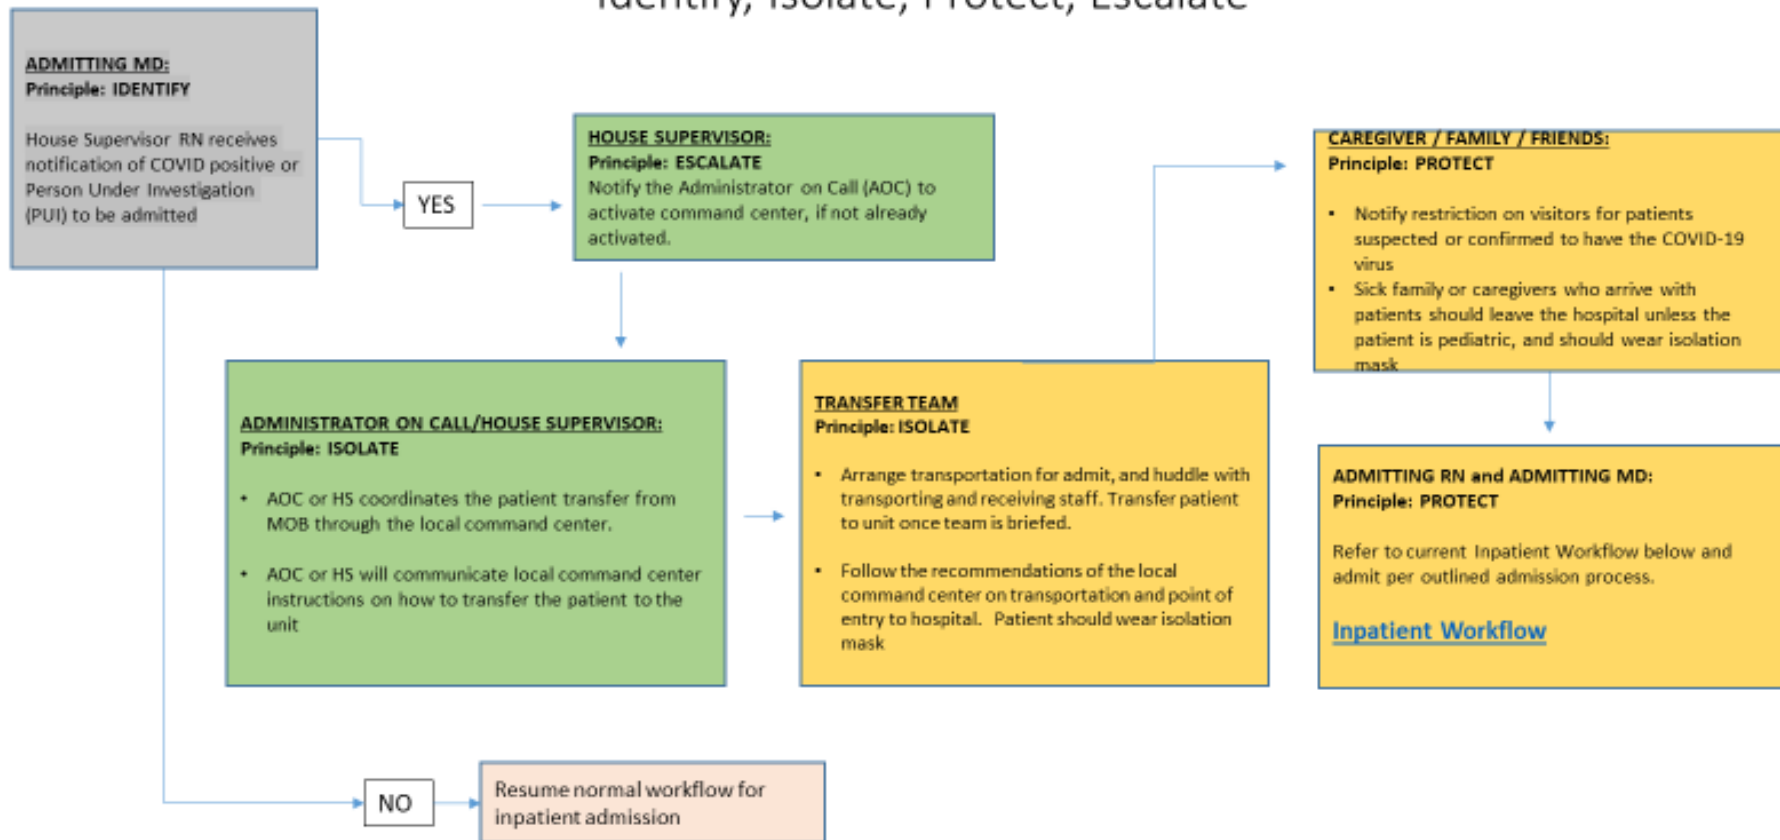 Identify, Isolate, Protect, Escalate
ADMITTING MD:
Principle: IDENTIFY
House Supervisor RN receives
notification of COVID positive or
Person Under Investigation
(PUI) to be admitted
YES
HOUSE SUPERVISOR:
Principle: ESCALATE
Notify the Administrator on Call (AOC) to
activate command center, if not already
activated.
ADMINISTRATOR ON CALL/HOUSE SUPERVISOR:
Principle: ISOLATE
• AOC or HS coordinates the patient transfer from
MOB through the local command center.
• AOC or HS will communicate local command center
instructions on how to transfer the patient to the
unit
TRANSFER TEAM
Principle: ISOLATE
• Arrange transportation for admit, and huddle with
transporting and receiving staff. Transfer patient
to unit once team is briefed.
• Follow the recommendations of the local
command center on transportation and point of
entry to hospital. Patient should wear isolation
mask
CAREGIVER / FAMILY / FRIENDS:
Principle: PROTECT
• Notify restriction on visitors for patients
suspected or confirmed to have the COVID-19
virus
• Sick family or caregivers who arrive with
patients should leave the hospital unless the
patient is pediatric, and should wear isolation
mask
ADMITTING RN and ADMITTING MD:
Principle: PROTECT
Refer to current Inpatient Workflow below and
admit per outlined admission process.
Inpatient Workflow
NO
Resume normal workflow for
inpatient admission